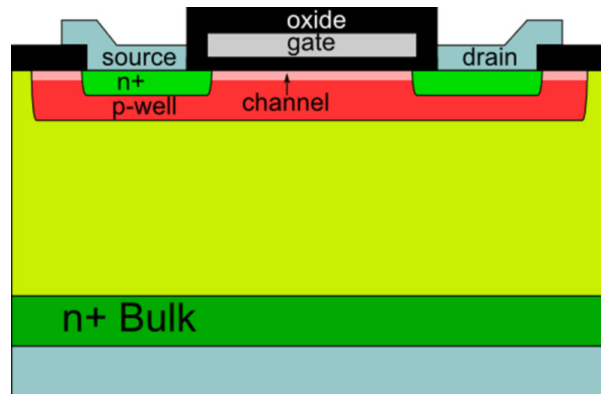 oxide
gate
source
drain
n+
p-well
channel
n+ Bulk